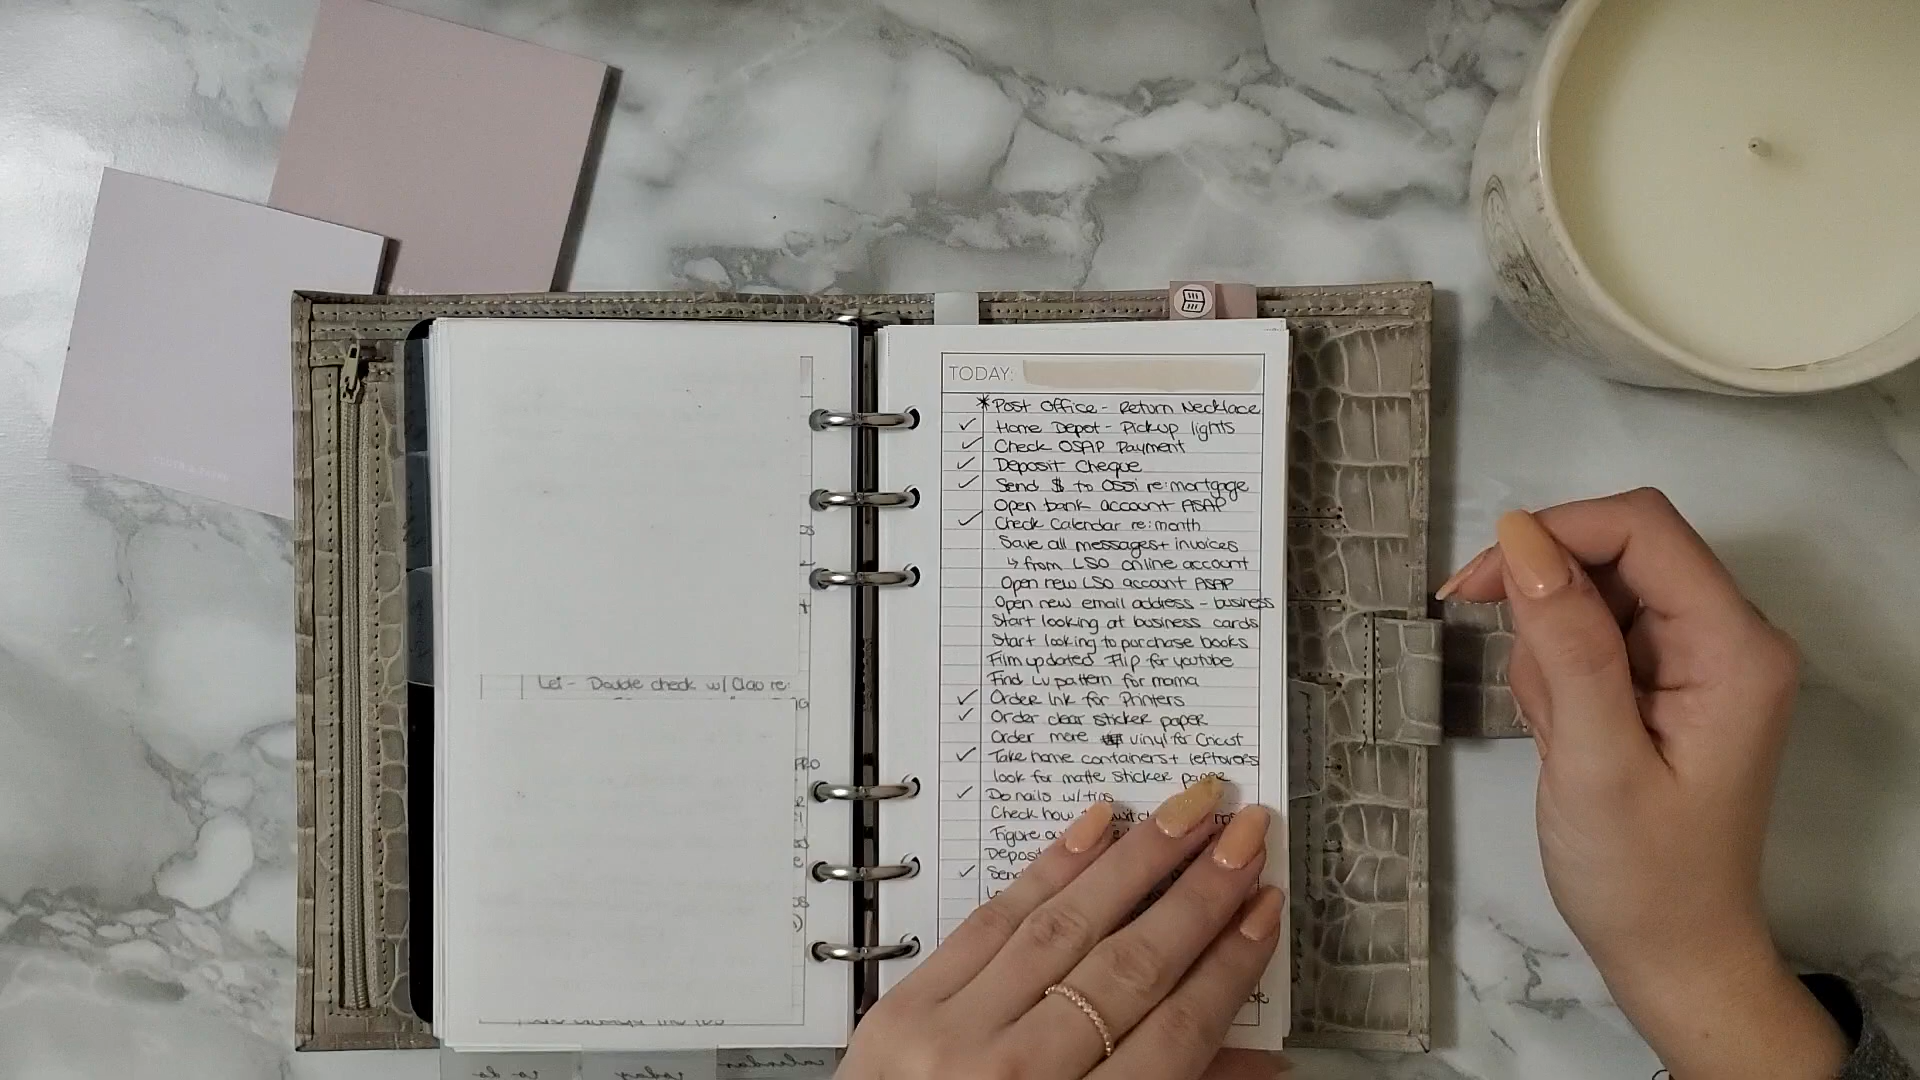 TODAY:
*Post Office - Return Necklace
✓ Home Depot - Pickup lights
✓ Check OSAP Payment
✓ Deposit Cheque
✓ Send $ to Ossi re: mortgage
Open bank account ASAP
✓ Check Calendar re: month
Save all messages + invoices
↳ from LSO online account
Open new LSO account ASAP
Open new email address - business
Start looking at business cards
Start looking to purchase books
Film updated Flip for youtube
Find LV pattern for mama
✓ Order Ink for Printers
✓ Order clear sticker paper
Order more vinyl for Cricut
✓ Take home containers + leftovers
look for matte sticker paper
✓ Do nails w/ tips
Check how
Figure
✓ Send
Lei - Double check w/ re:
calendar
today
to do